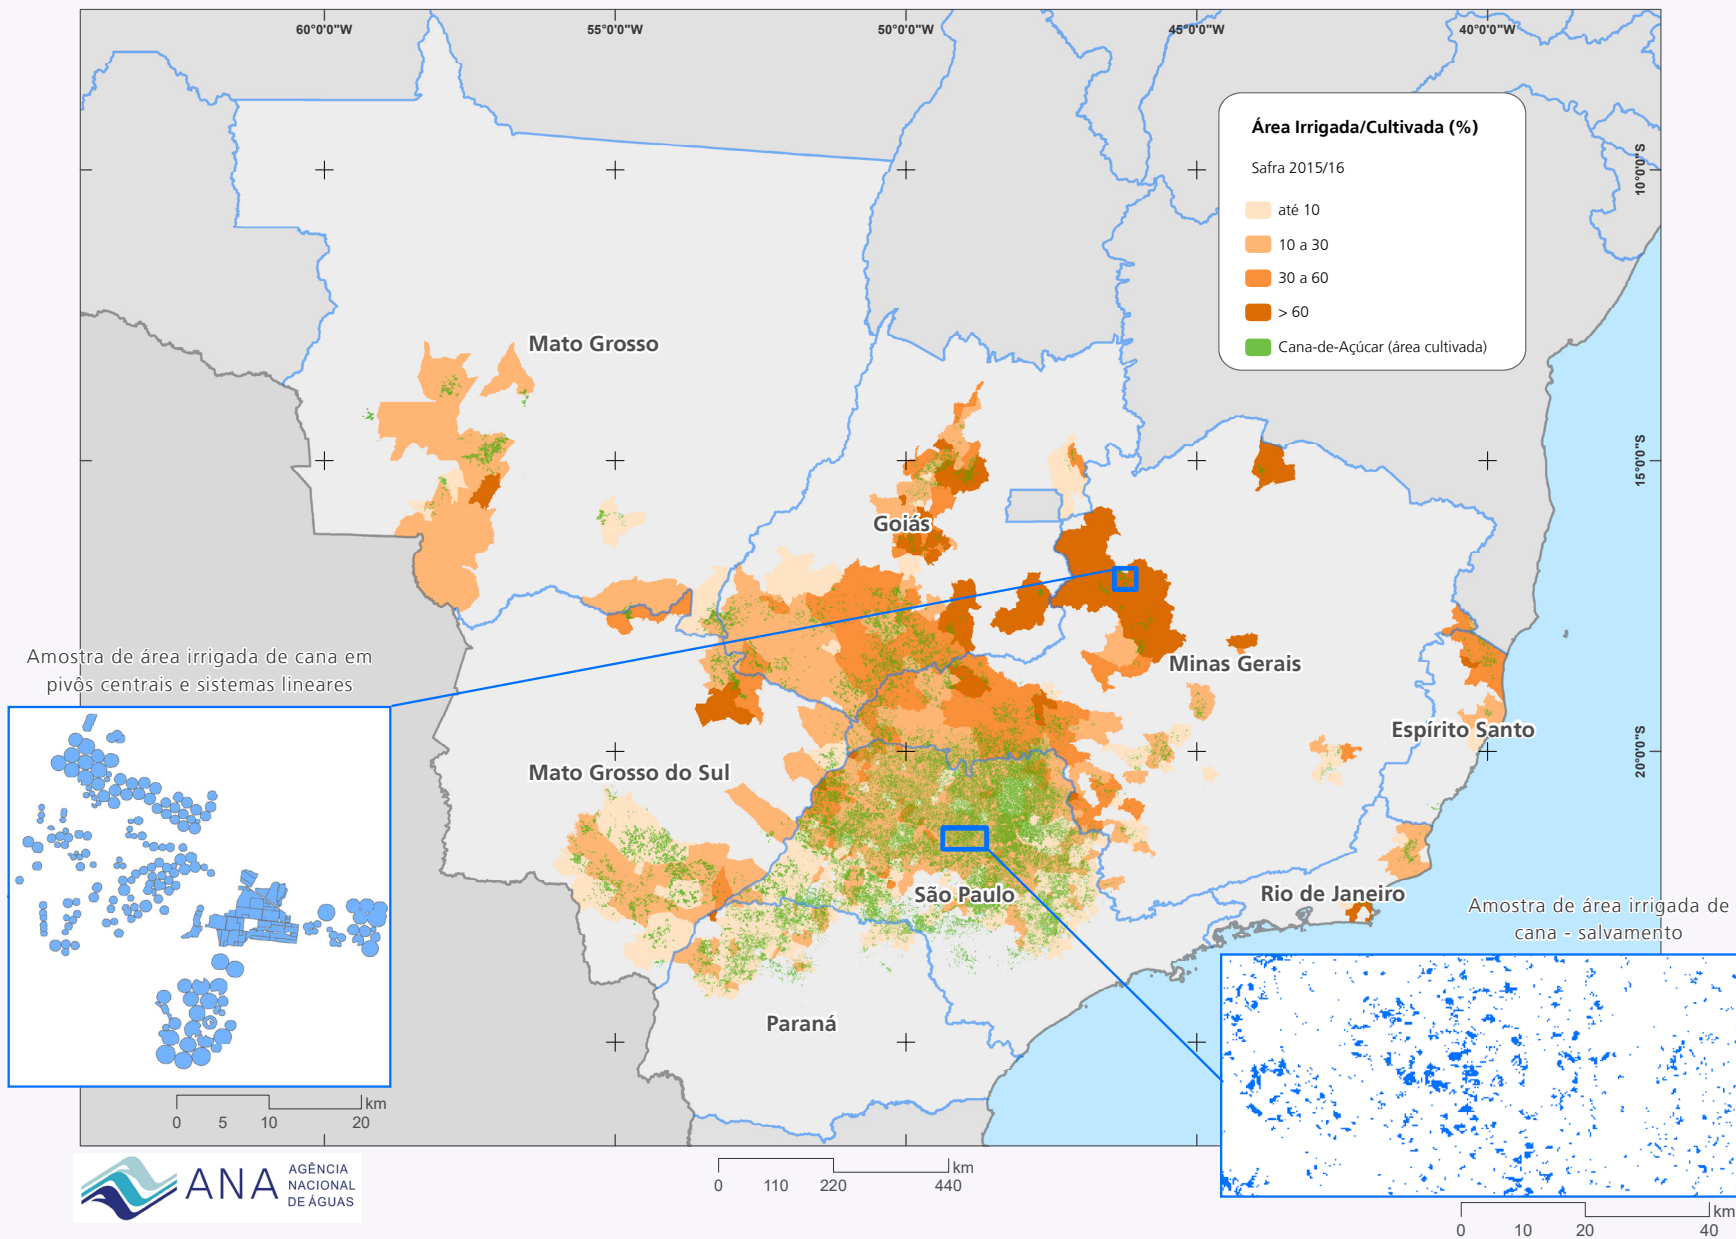 60°0'0"W
55°0'0"W
50°0'0"W
45°0'0"W
40°0'0"W
Área Irrigada/Cultivada (%)
Safra 2015/16
até 10
10 a 30
30 a 60
> 60
Cana-de-Açúcar (área cultivada)
10°0'0"S
15°0'0"S
20°0'0"S
Mato Grosso
Goiás
Minas Gerais
Espírito Santo
Mato Grosso do Sul
São Paulo
Rio de Janeiro
Paraná
Amostra de área irrigada de cana em
pivôs centrais e sistemas lineares
Amostra de área irrigada de
cana - salvamento
km
0 5 10 20
km
0 110 220 440
km
0 10 20 40
ANA
AGÊNCIA
NACIONAL
DE ÁGUAS